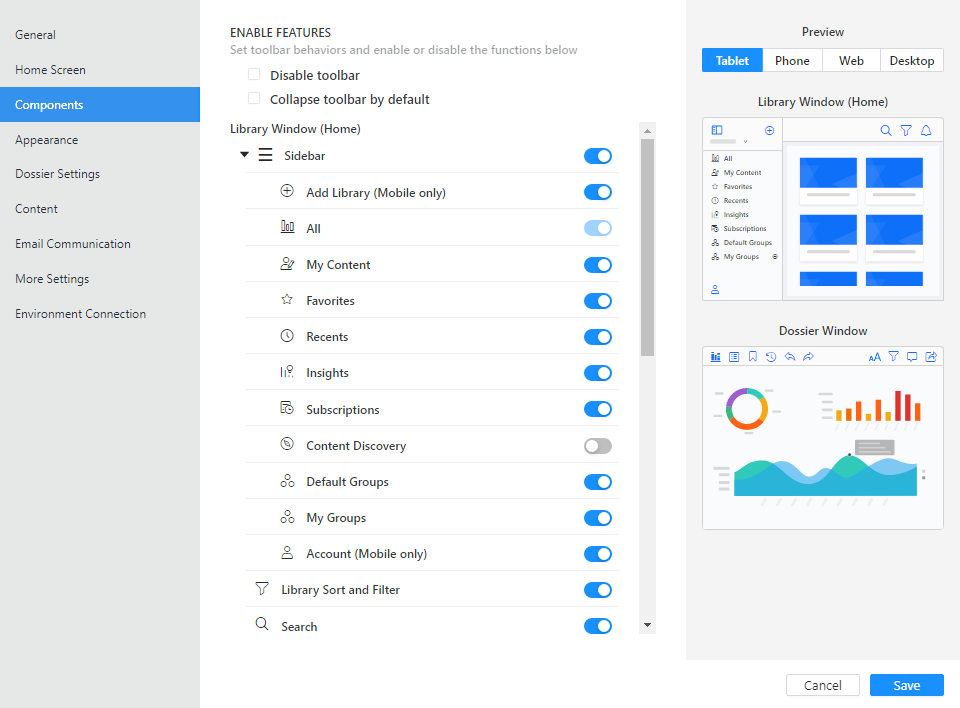 General
Home Screen
Components
Appearance
Dossier Settings
Content
Email Communication
More Settings
Environment Connection
ENABLE FEATURES
Set toolbar behaviors and enable or disable the functions below
Disable toolbar
Collapse toolbar by default
Library Window (Home)
Sidebar
Add Library (Mobile only)
All
My Content
Favorites
Recents
Insights
Subscriptions
Content Discovery
Default Groups
My Groups
Account (Mobile only)
Library Sort and Filter
Search
Preview
Tablet Phone Web Desktop
Library Window (Home)
All
My Content
Favorites
Recents
Insights
Subscriptions
Default Groups
My Groups
Dossier Window
AA
Cancel Save